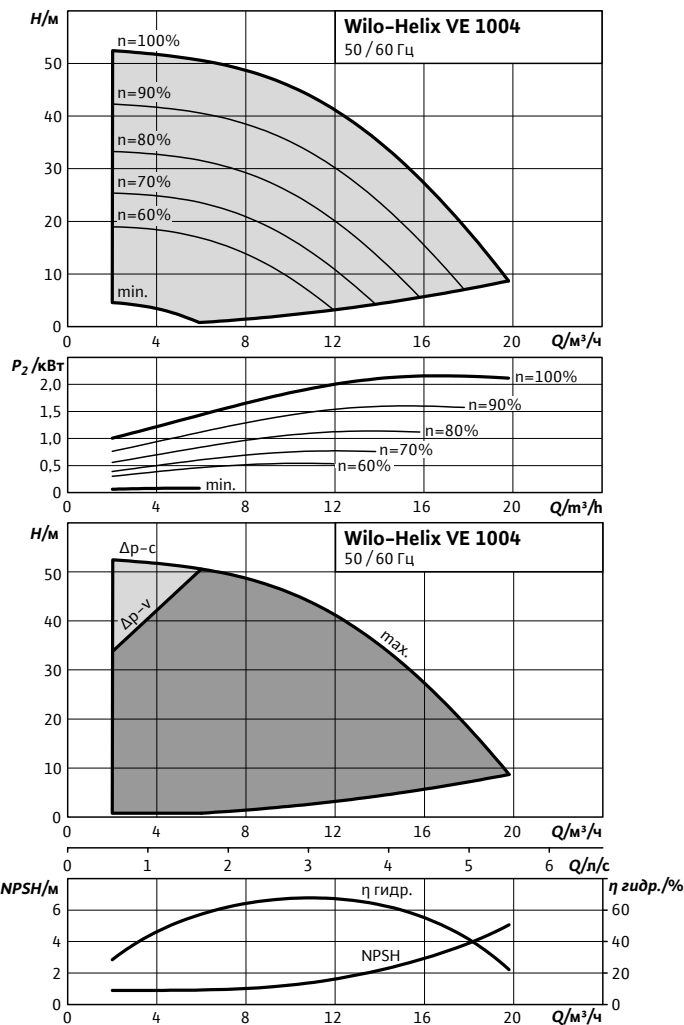 H/м
Wilo-Helix VE 1004
50 / 60 Гц
n=100%
50
n=90%
40
n=80%
30
n=70%
20
n=60%
10
min.
0
0 4 8 12 16 20 Q/м³/ч
P2 /кВт
2,0
n=100%
1,5
n=90%
1,0
n=80%
n=70%
0,5
n=60%
min.
0
0 4 8 12 16 20 Q/m³/h
H/м
Wilo-Helix VE 1004
50 / 60 Гц
Δp-c
50
Δp-v
40
max.
30
20
10
0
0 4 8 12 16 20 Q/м³/ч
0 1 2 3 4 5 6 Q/л/с
NPSH/м
η гидр./%
η гидр.
6 60
4 40
NPSH
2 20
0 0
0 4 8 12 16 20 Q/м³/ч